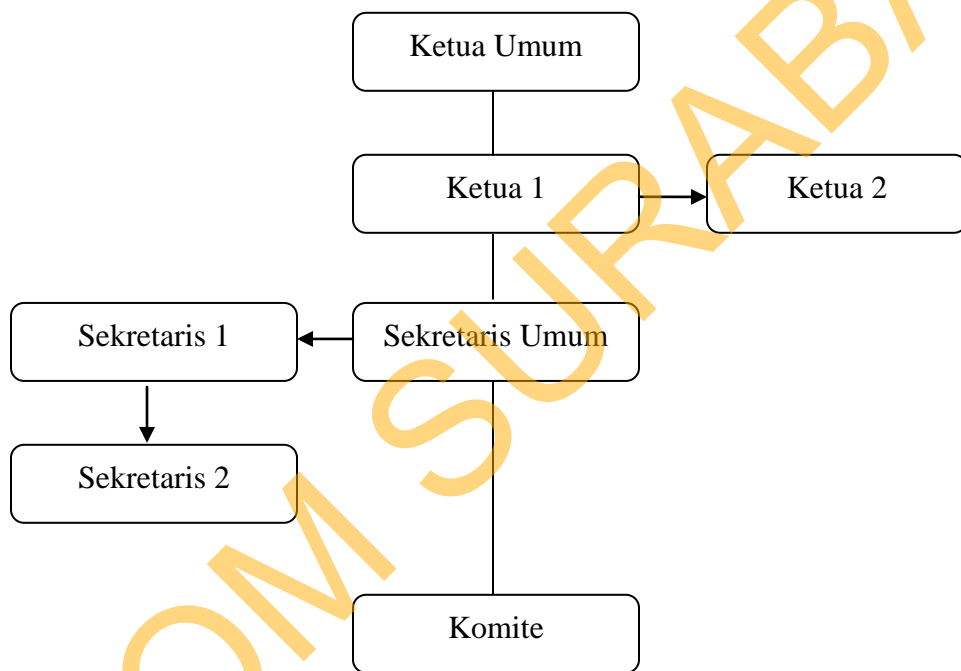 Ketua Umum
Ketua 1
Ketua 2
Sekretaris 1
Sekretaris Umum
Sekretaris 2
Komite
OM SURABA